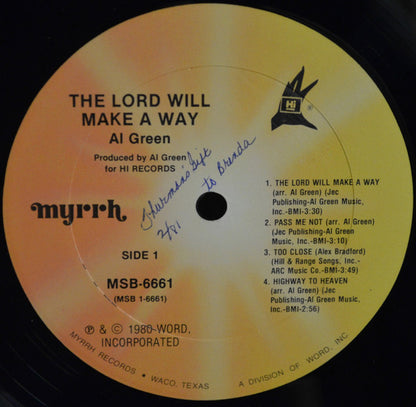 THE LORD WILL
MAKE A WAY
Al Green
Produced by Al Green
for HI RECORDS
Gift
to Brenda
2/81
Hi
myrrh
SIDE 1
MSB-6661
(MSB 1-6661)
1. THE LORD WILL MAKE A WAY
(arr. Al Green) (Jec
Publishing-Al Green Music,
Inc.-BMI-3:30)
2. PASS ME NOT (arr. Al Green)
(Jec Publishing-Al Green
Music, Inc.-BMI-3:10)
3. TOO CLOSE (Alex Bradford)
(Hill & Range Songs, Inc.-
ARC Music Co.-BMI-3:49)
4. HIGHWAY TO HEAVEN
(arr. Al Green) (Jec
Publishing-Al Green Music,
Inc.-BMI-2:56)
℗ & © 1980 WORD,
INCORPORATED
MYRRH RECORDS • WACO, TEXAS • A DIVISION OF WORD, INC.